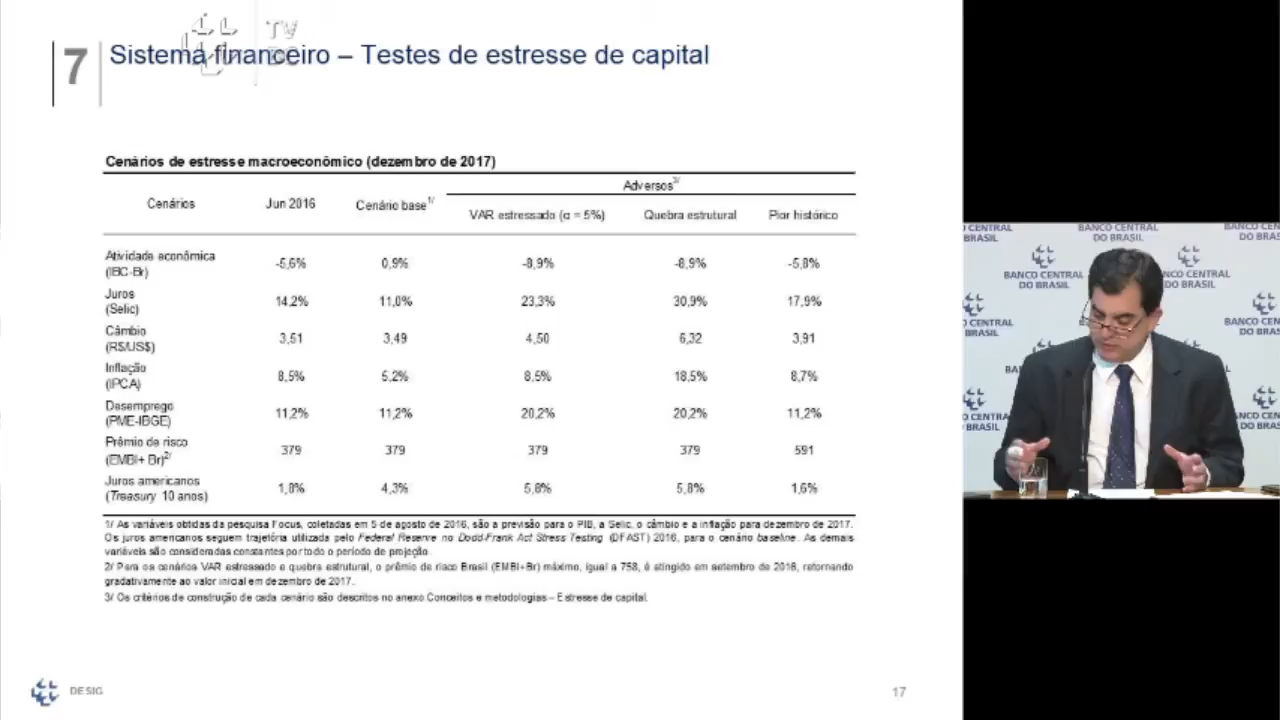 TV
BC
7
Sistema financeiro – Testes de estresse de capital
Cenários de estresse macroeconômico (dezembro de 2017)
Cenários Jun 2016 Cenário base1/ Adversos3/
VAR estressado (α = 5%) Quebra estrutural Pior histórico
Atividade econômica
(IBC-Br) -5,6% 0,9% -8,9% -8,9% -5,8%
Juros
(Selic) 14,2% 11,0% 23,3% 30,9% 17,9%
Câmbio
(R$/US$) 3,51 3,49 4,50 6,32 3,91
Inflação
(IPCA) 8,5% 5,2% 8,5% 18,5% 8,7%
Desemprego
(PME-IBGE) 11,2% 11,2% 20,2% 20,2% 11,2%
Prêmio de risco
(EMBI+ Br)2/ 379 379 379 379 591
Juros americanos
(Treasury 10 anos) 1,8% 4,3% 5,8% 5,8% 1,6%
1/ As variáveis obtidas da pesquisa Focus, coletadas em 5 de agosto de 2016, são a previsão para o PIB, a Selic, o câmbio e a inflação para dezembro de 2017.
Os juros americanos seguem trajetória utilizada pelo Federal Reserve no Dodd-Frank Act Stress Testing (DFAST) 2016, para o cenário baseline. As demais
variáveis são consideradas constantes por todo o período de projeção.
2/ Para os cenários VAR estressado e quebra estrutural, o prêmio de risco Brasil (EMBI+Br) máximo, igual a 758, é atingido em setembro de 2016, retornando
gradativamente ao valor inicial em dezembro de 2017.
3/ Os critérios de construção de cada cenário são descritos no anexo Conceitos e metodologias – Estresse de capital.
DESIG
17
BANCO CENTRAL
DO BRASIL